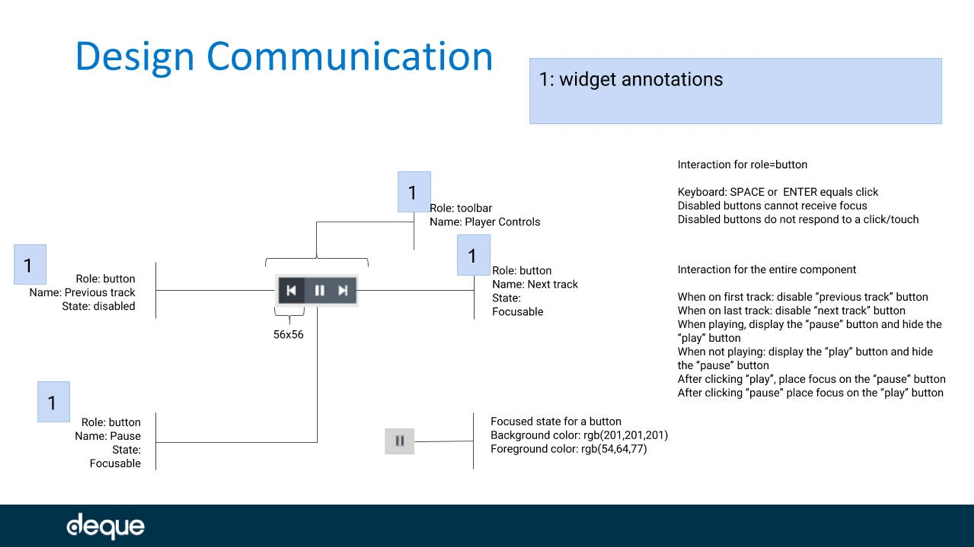 Design Communication
1: widget annotations
1
Role: toolbar
Name: Player Controls
1
Role: button
Name: Previous track
State: disabled
1
Role: button
Name: Next track
State:
Focusable
56x56
1
Role: button
Name: Pause
State:
Focusable
Focused state for a button
Background color: rgb(201,201,201)
Foreground color: rgb(54,64,77)
Interaction for role=button
Keyboard: SPACE or ENTER equals click
Disabled buttons cannot receive focus
Disabled buttons do not respond to a click/touch
Interaction for the entire component
When on first track: disable “previous track” button
When on last track: disable “next track” button
When playing, display the “pause” button and hide the
“play” button
When not playing: display the “play” button and hide
the “pause” button
After clicking “play”, place focus on the “pause” button
After clicking “pause” place focus on the “play” button
deque